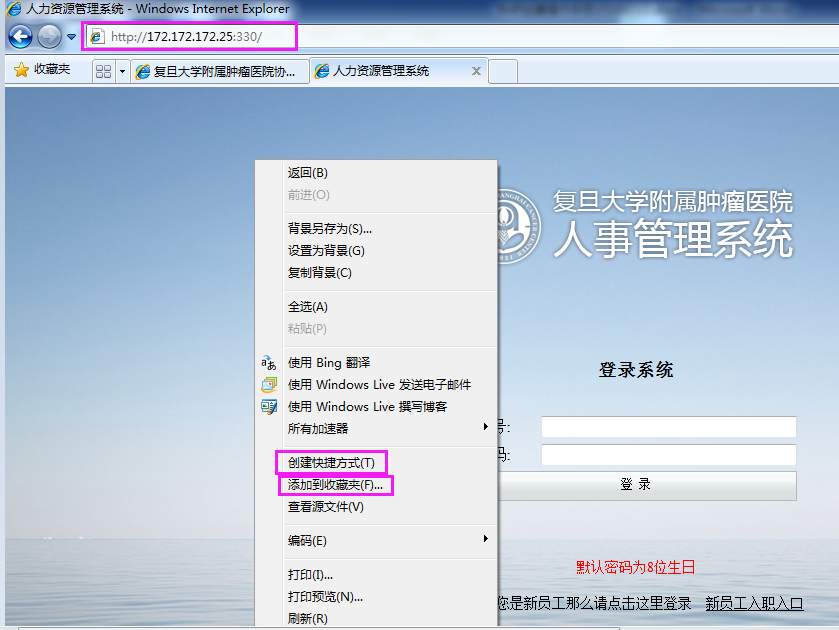 人力资源管理系统 - Windows Internet Explorer
http://172.172.172.25:330/
收藏夹
复旦大学附属肿瘤医院协...
人力资源管理系统
返回(B)
前进(O)
背景另存为(S)...
设置为背景(G)
复制背景(C)
全选(A)
粘贴(P)
使用 Bing 翻译
使用 Windows Live 发送电子邮件
使用 Windows Live 撰写博客
所有加速器
创建快捷方式(T)
添加到收藏夹(F)...
查看源文件(V)
编码(E)
打印(I)...
打印预览(N)...
刷新(R)
复旦大学附属肿瘤医院
人事管理系统
登录系统
号:
码:
登 录
默认密码为8位生日
您是新员工那么请点击这里登录 新员工入职入口